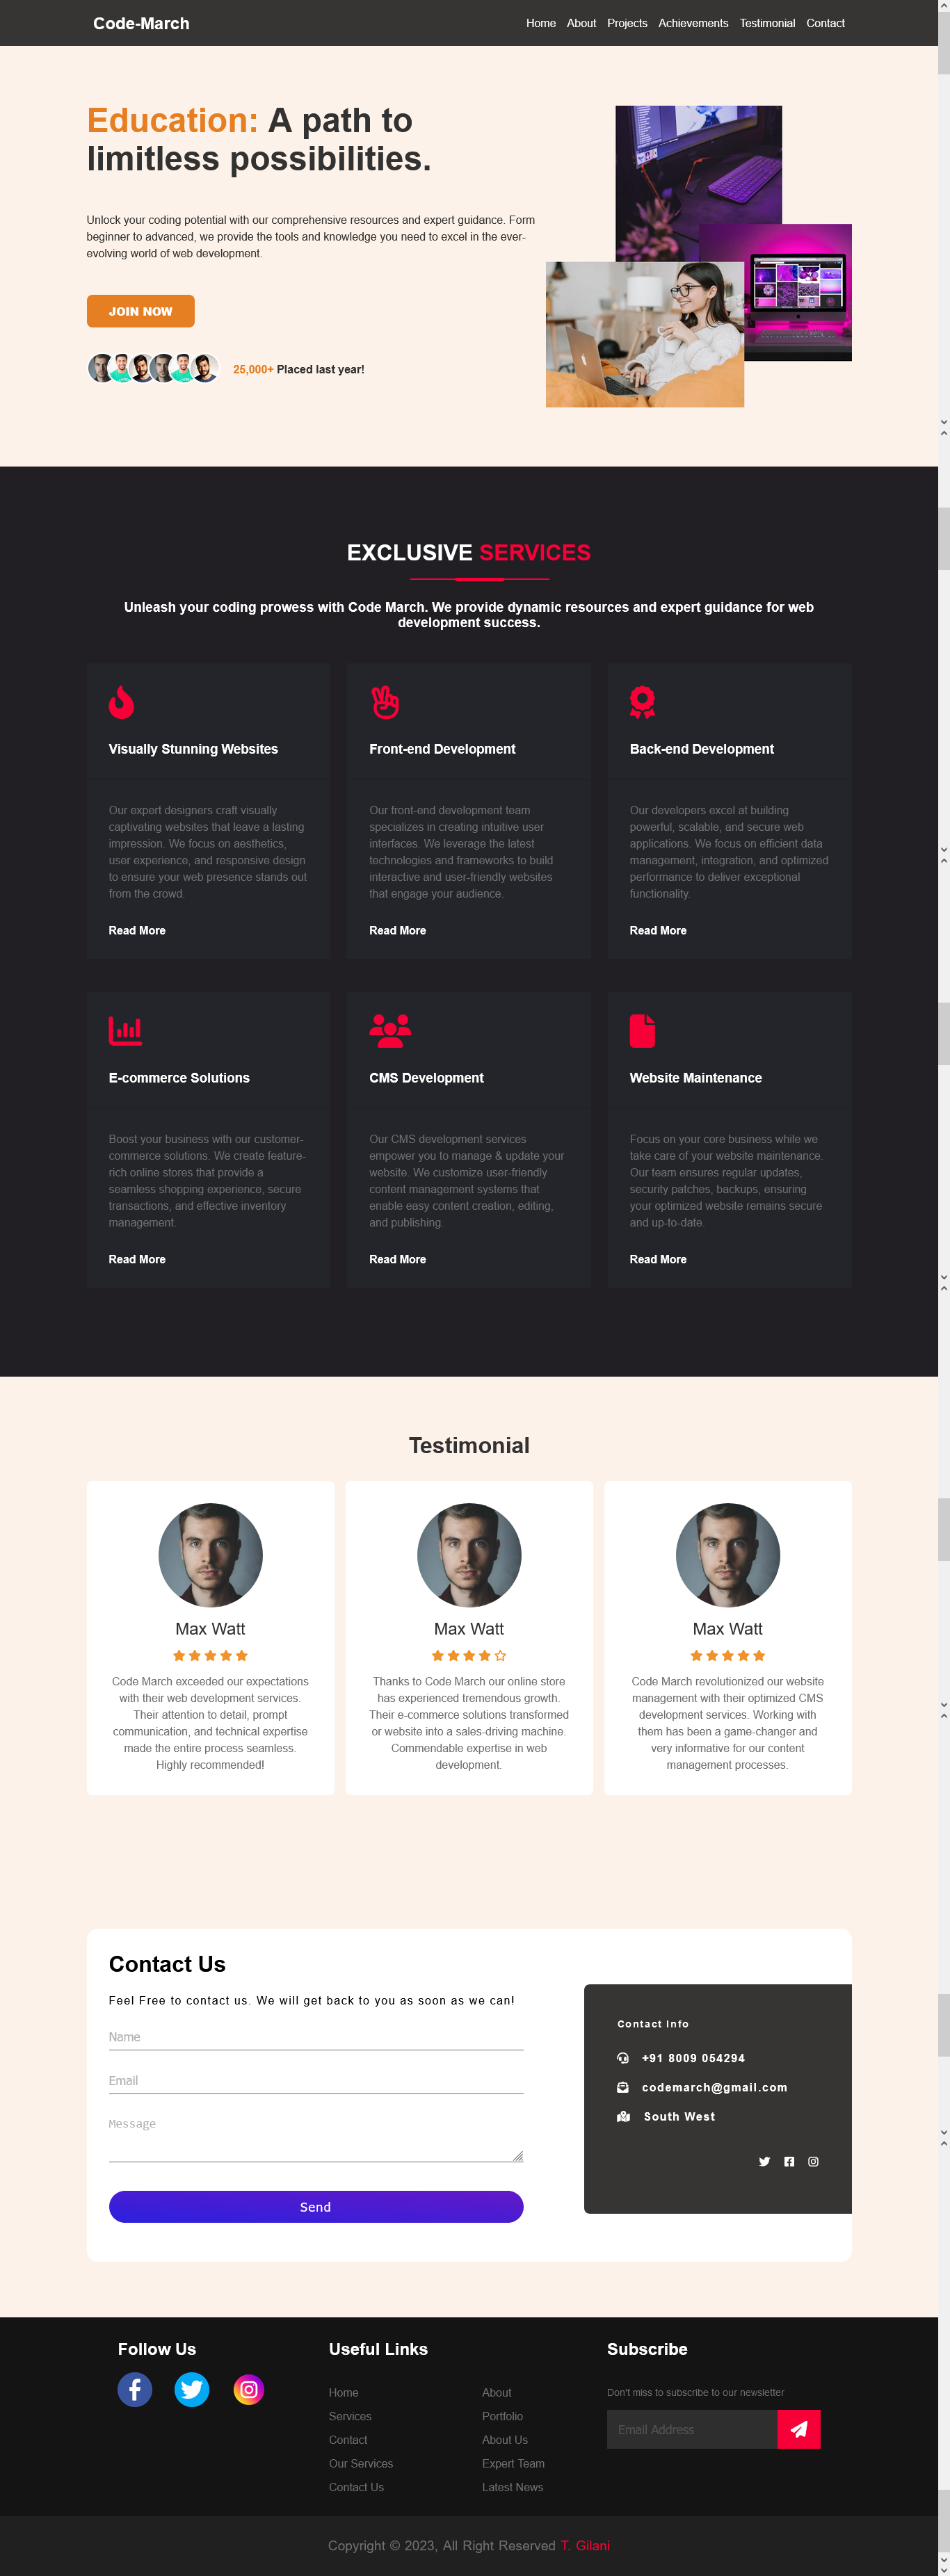 Code-March
Home About Projects Achievements Testimonial Contact
Education: A path to
limitless possibilities.
Unlock your coding potential with our comprehensive resources and expert guidance. Form
beginner to advanced, we provide the tools and knowledge you need to excel in the ever-
evolving world of web development.
JOIN NOW
25,000+ Placed last year!
EXCLUSIVE SERVICES
Unleash your coding prowess with Code March. We provide dynamic resources and expert guidance for web
development success.
Visually Stunning Websites
Our expert designers craft visually
captivating websites that leave a lasting
impression. We focus on aesthetics,
user experience, and responsive design
to ensure your web presence stands out
from the crowd.
Read More
Front-end Development
Our front-end development team
specializes in creating intuitive user
interfaces. We leverage the latest
technologies and frameworks to build
interactive and user-friendly websites
that engage your audience.
Read More
Back-end Development
Our developers excel at building
powerful, scalable, and secure web
applications. We focus on efficient data
management, integration, and optimized
performance to deliver exceptional
functionality.
Read More
E-commerce Solutions
Boost your business with our customer-
commerce solutions. We create feature-
rich online stores that provide a
seamless shopping experience, secure
transactions, and effective inventory
management.
Read More
CMS Development
Our CMS development services
empower you to manage & update your
website. We customize user-friendly
content management systems that
enable easy content creation, editing,
and publishing.
Read More
Website Maintenance
Focus on your core business while we
take care of your website maintenance.
Our team ensures regular updates,
security patches, backups, ensuring
your optimized website remains secure
and up-to-date.
Read More
Testimonial
Max Watt
Code March exceeded our expectations
with their web development services.
Their attention to detail, prompt
communication, and technical expertise
made the entire process seamless.
Highly recommended!
Max Watt
Thanks to Code March our online store
has experienced tremendous growth.
Their e-commerce solutions transformed
or website into a sales-driving machine.
Commendable expertise in web
development.
Max Watt
Code March revolutionized our website
management with their optimized CMS
development services. Working with
them has been a game-changer and
very informative for our content
management processes.
Contact Us
Feel Free to contact us. We will get back to you as soon as we can!
Name
Email
Message
Send
Contact Info
+91 8009 054294
codemarch@gmail.com
South West
Follow Us
Useful Links
Home
Services
Contact
Our Services
Contact Us
About
Portfolio
About Us
Expert Team
Latest News
Subscribe
Don't miss to subscribe to our newsletter
Email Address
Copyright © 2023, All Right Reserved T. Gilani